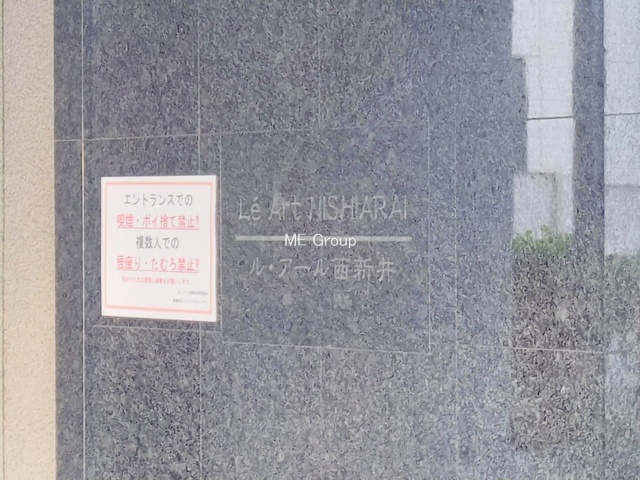 エントランスでの
喫煙・ポイ捨て禁止!!
複数人での
居座り・たむろ禁止!!
Lé Art NISHIARAI
ME Group
ル・アール西新井